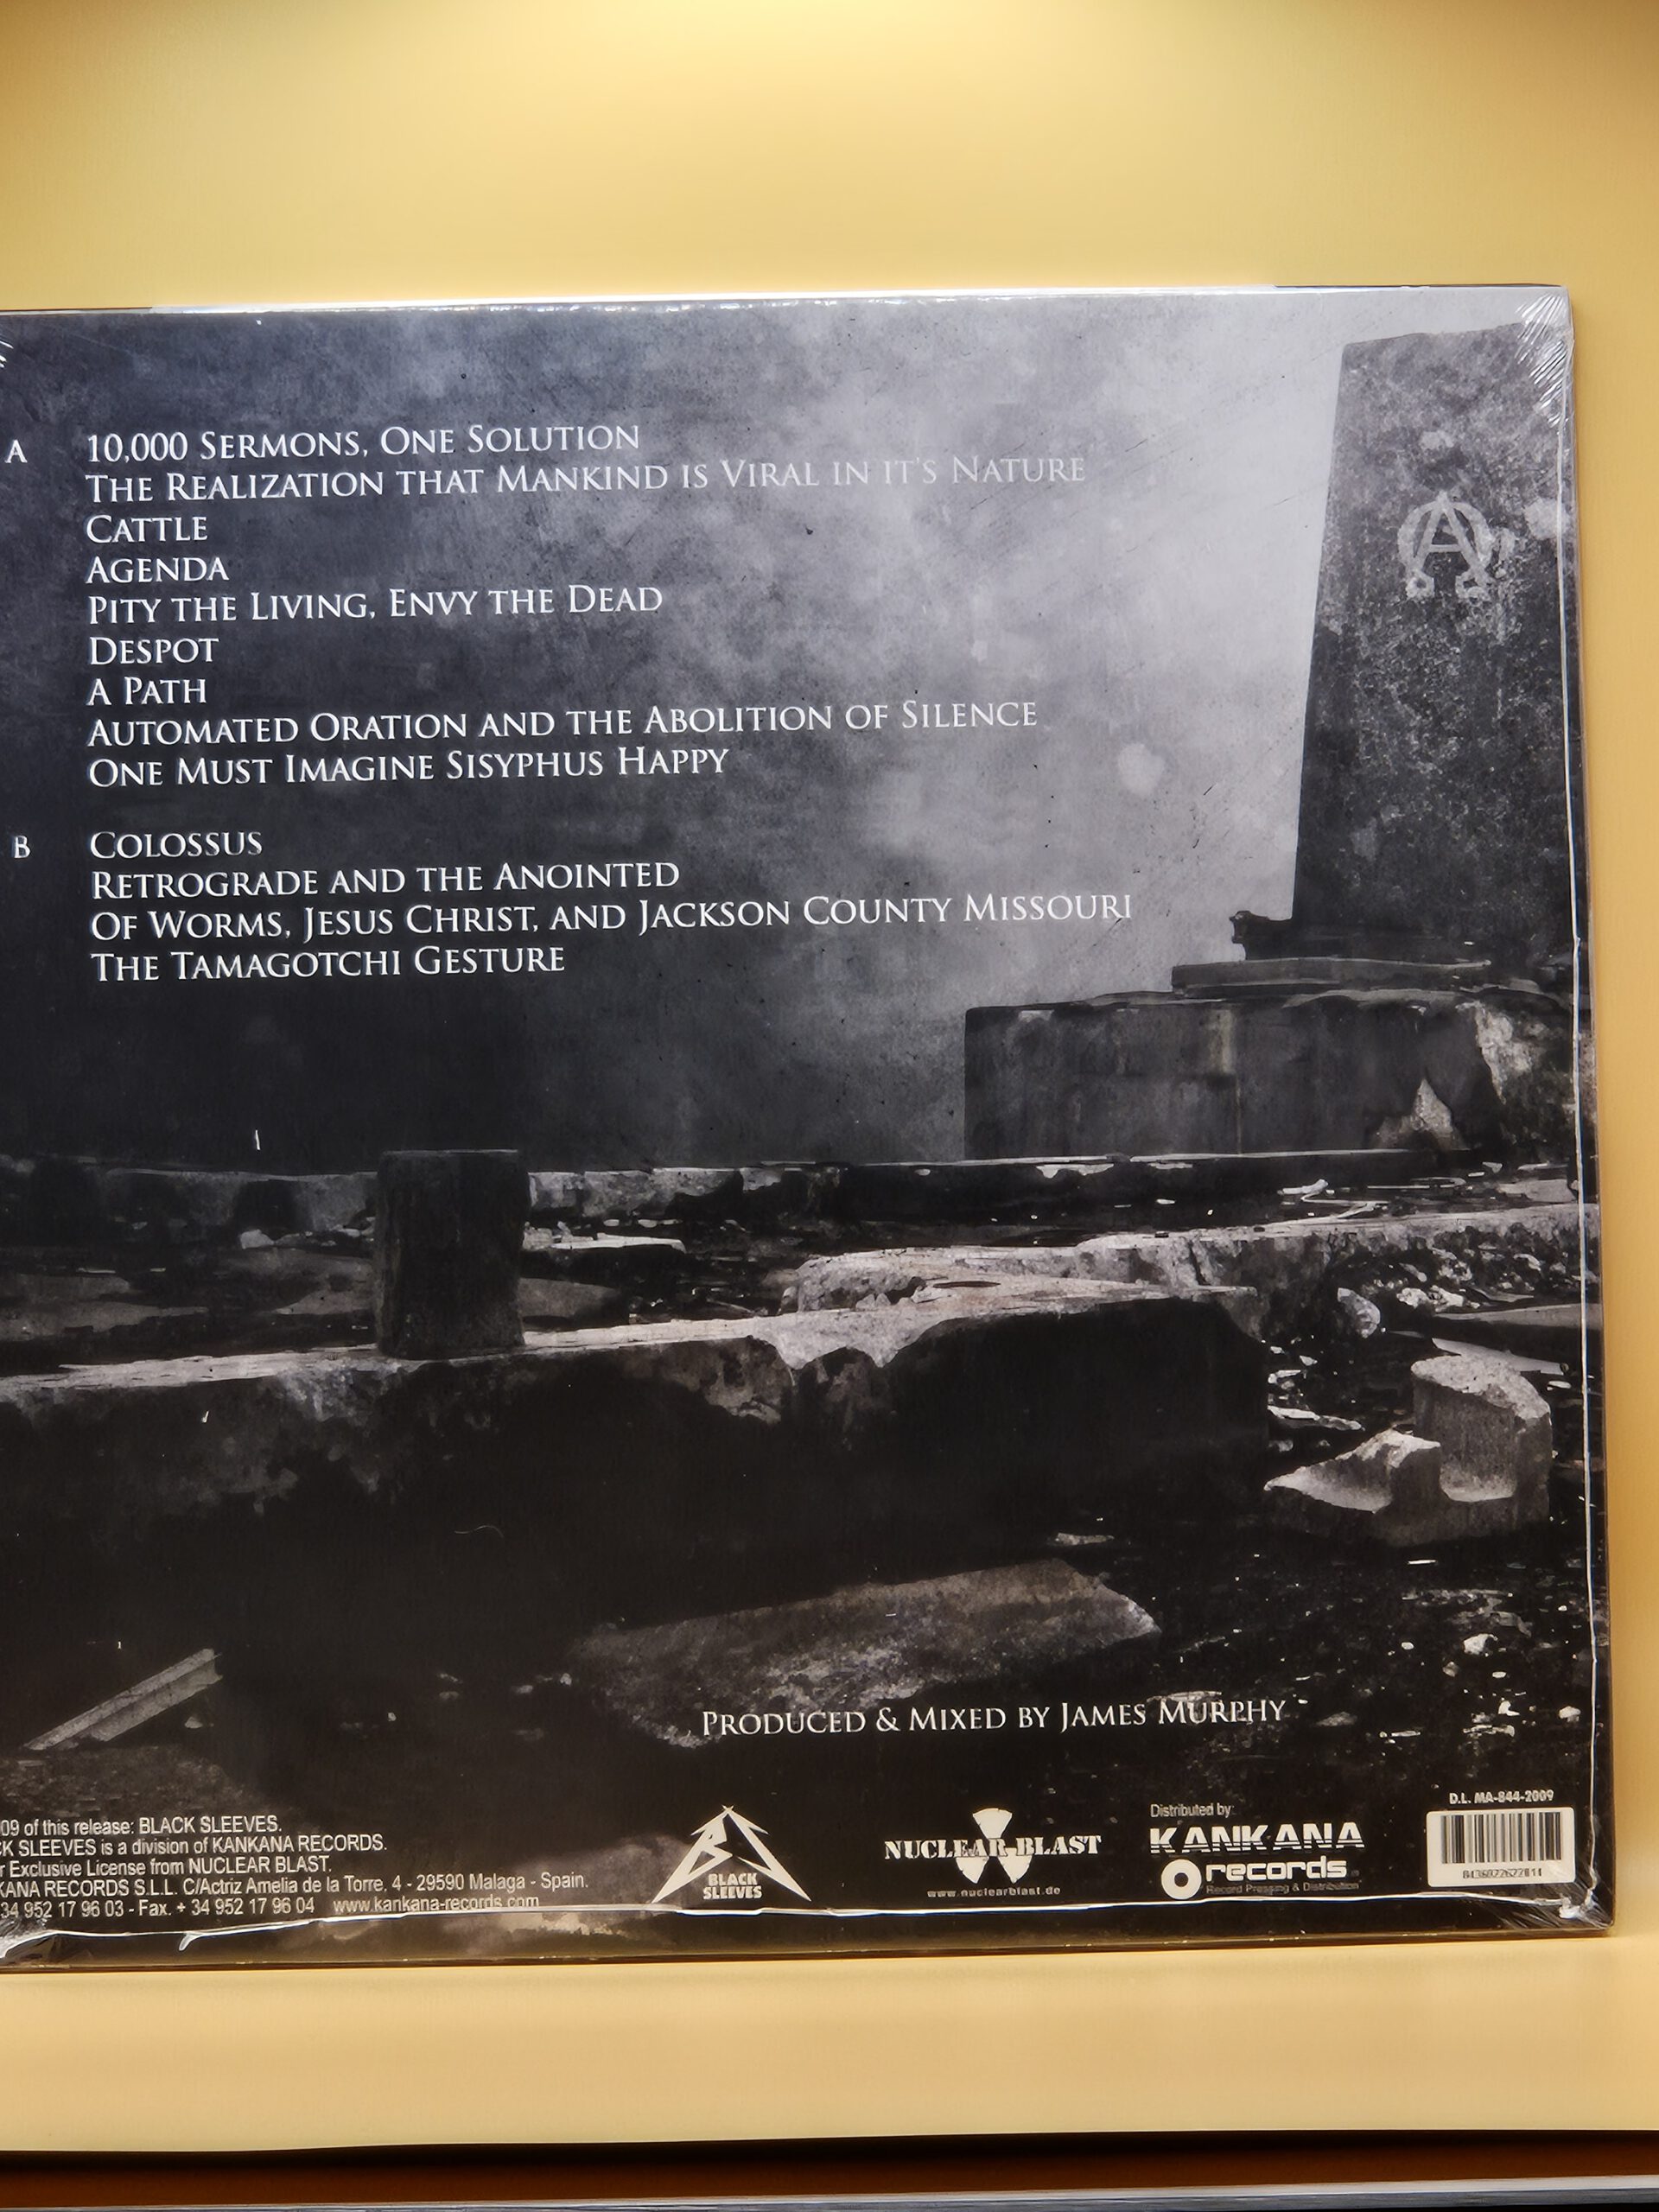 A 10,000 Sermons, One Solution
The Realization that Mankind is Viral in it's Nature
Cattle
Agenda
Pity the Living, Envy the Dead
Despot
A Path
Automated Oration and the Abolition of Silence
One Must Imagine Sisyphus Happy
B Colossus
Retrograde and the Anointed
Of Worms, Jesus Christ, and Jackson County Missouri
The Tamagotchi Gesture
Produced & Mixed by James Murphy
09 of this release: BLACK SLEEVES.
CK SLEEVES is a division of KANKANA RECORDS.
r Exclusive License from NUCLEAR BLAST.
KANA RECORDS S.L.L. C/Actriz Amelia de la Torre, 4 - 29590 Malaga - Spain.
34 952 17 96 03 - Fax. + 34 952 17 96 04 www.kankana-records.com
BS
BLACK
SLEEVES
NUCLEAR BLAST
www.nuclearblast.de
Distributed by:
KANKANA
records
Record Pressing & Distribution
D.L. MA-844-2009